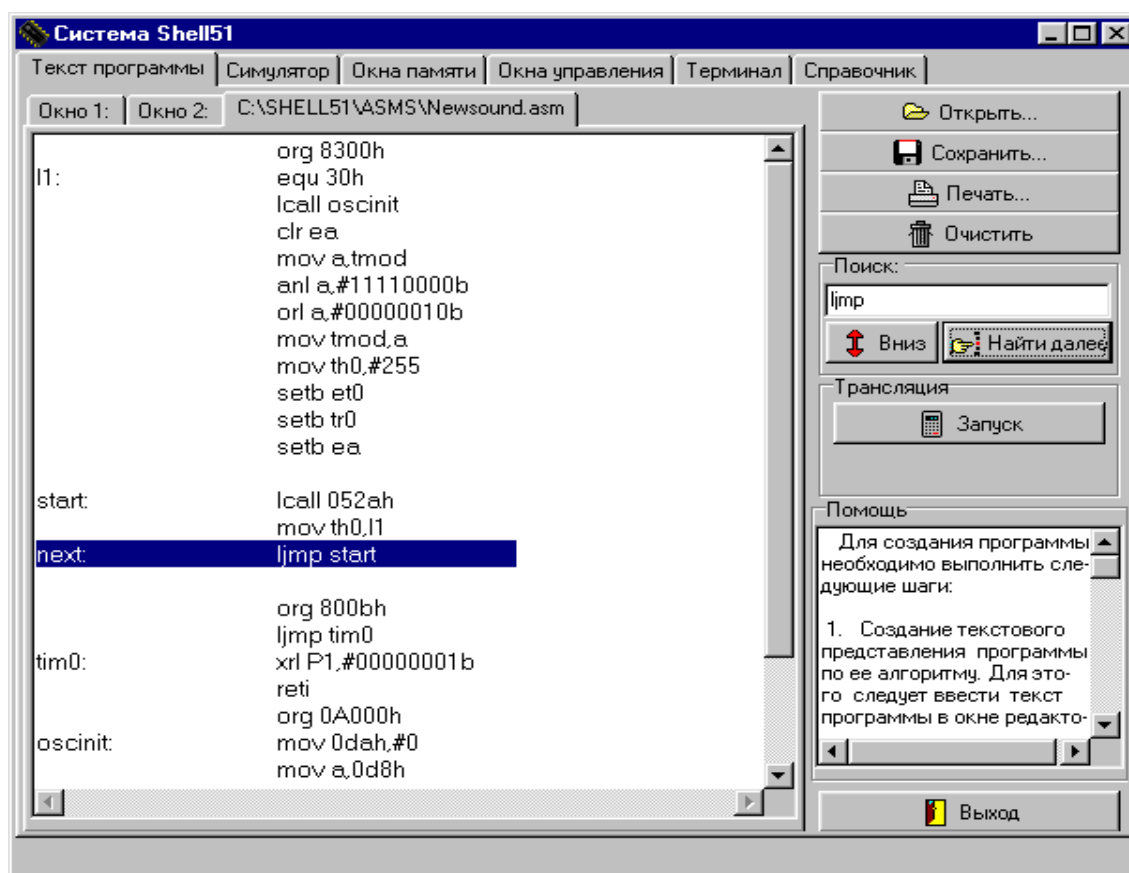 Система Shell51
Текст программы Симулятор Окна памяти Окна управления Терминал Справочник
Окно 1: Окно 2: C:\SHELL51\ASMS\Newsound.asm
org 8300h
l1: equ 30h
lcall oscinit
clr ea
mov a,tmod
anl a,#11110000b
orl a,#00000010b
mov tmod,a
mov th0,#255
setb et0
setb tr0
setb ea
start: lcall 052ah
mov th0,l1
next: ljmp start
org 800bh
ljmp tim0
tim0: xrl P1,#00000001b
reti
org 0A000h
oscinit: mov 0dah,#0
mov a,0d8h
Открыть...
Сохранить...
Печать...
Очистить
Поиск:
ljmp
Вниз Найти далее
Трансляция
Запуск
Помощь
Для создания программы
необходимо выполнить сле-
дующие шаги:
1. Создание текстового
представления программы
по ее алгоритму. Для это-
го следует ввести текст
программы в окне редакто-
Выход